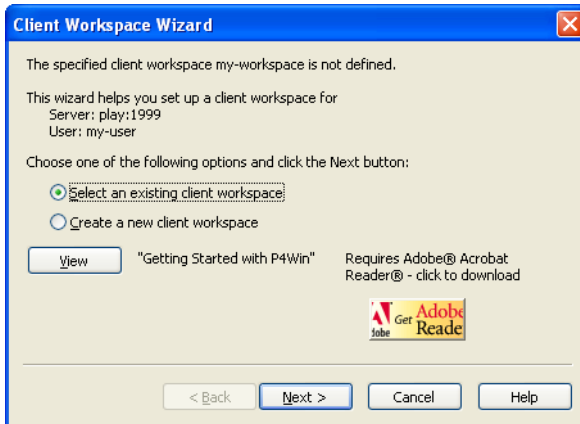 Client Workspace Wizard
The specified client workspace my-workspace is not defined.
This wizard helps you set up a client workspace for
Server: play:1999
User: my-user
Choose one of the following options and click the Next button:
Select an existing client workspace
Create a new client workspace
View
"Getting Started with P4Win"
Requires Adobe® Acrobat
Reader® - click to download
Get Adobe
Reade
< Back
Next >
Cancel
Help